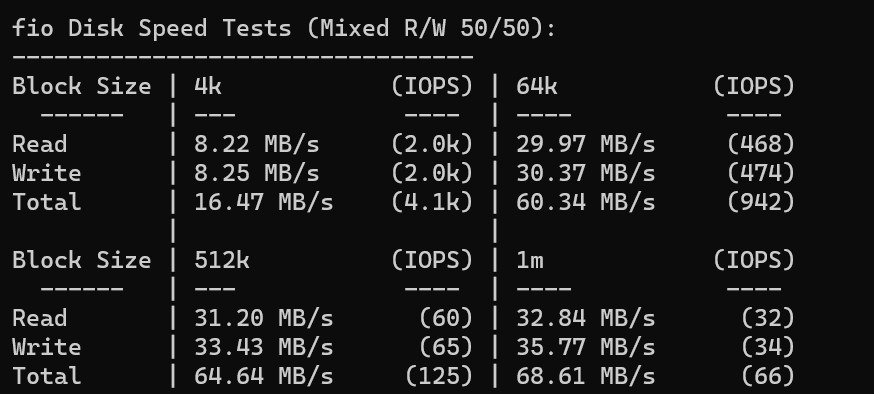 fio Disk Speed Tests (Mixed R/W 50/50):
---------------------------------
Block Size | 4k            (IOPS) | 64k           (IOPS)
  ------   | ---            ----  | ----           ----
Read       | 8.22 MB/s     (2.0k) | 29.97 MB/s     (468)
Write      | 8.25 MB/s     (2.0k) | 30.37 MB/s     (474)
Total      | 16.47 MB/s    (4.1k) | 60.34 MB/s     (942)
           |                      |
Block Size | 512k          (IOPS) | 1m            (IOPS)
  ------   | ---            ----  | ----           ----
Read       | 31.20 MB/s      (60) | 32.84 MB/s      (32)
Write      | 33.43 MB/s      (65) | 35.77 MB/s      (34)
Total      | 64.64 MB/s     (125) | 68.61 MB/s      (66)